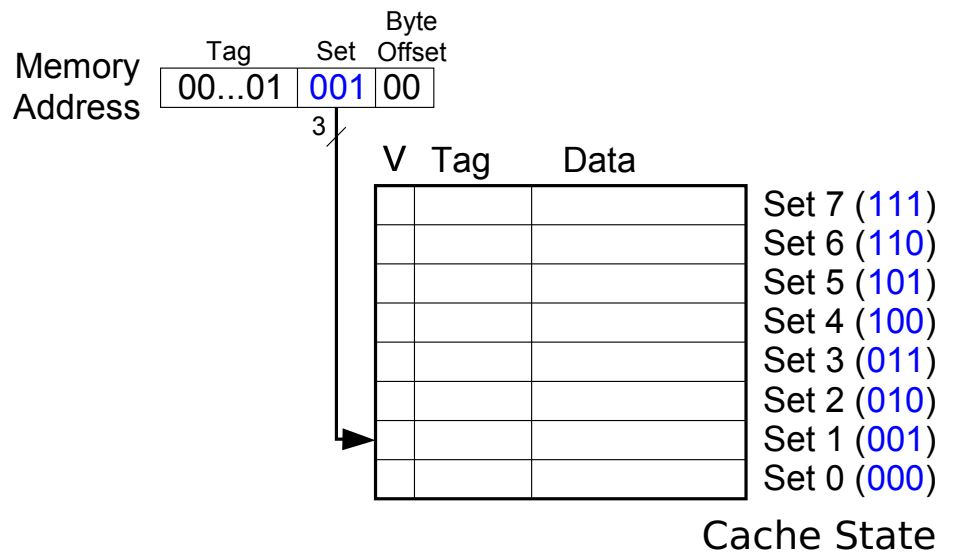 Byte
Tag Set Offset
Memory
Address
00...01 001 00
3
V Tag Data
Set 7 (111)
Set 6 (110)
Set 5 (101)
Set 4 (100)
Set 3 (011)
Set 2 (010)
Set 1 (001)
Set 0 (000)
Cache State